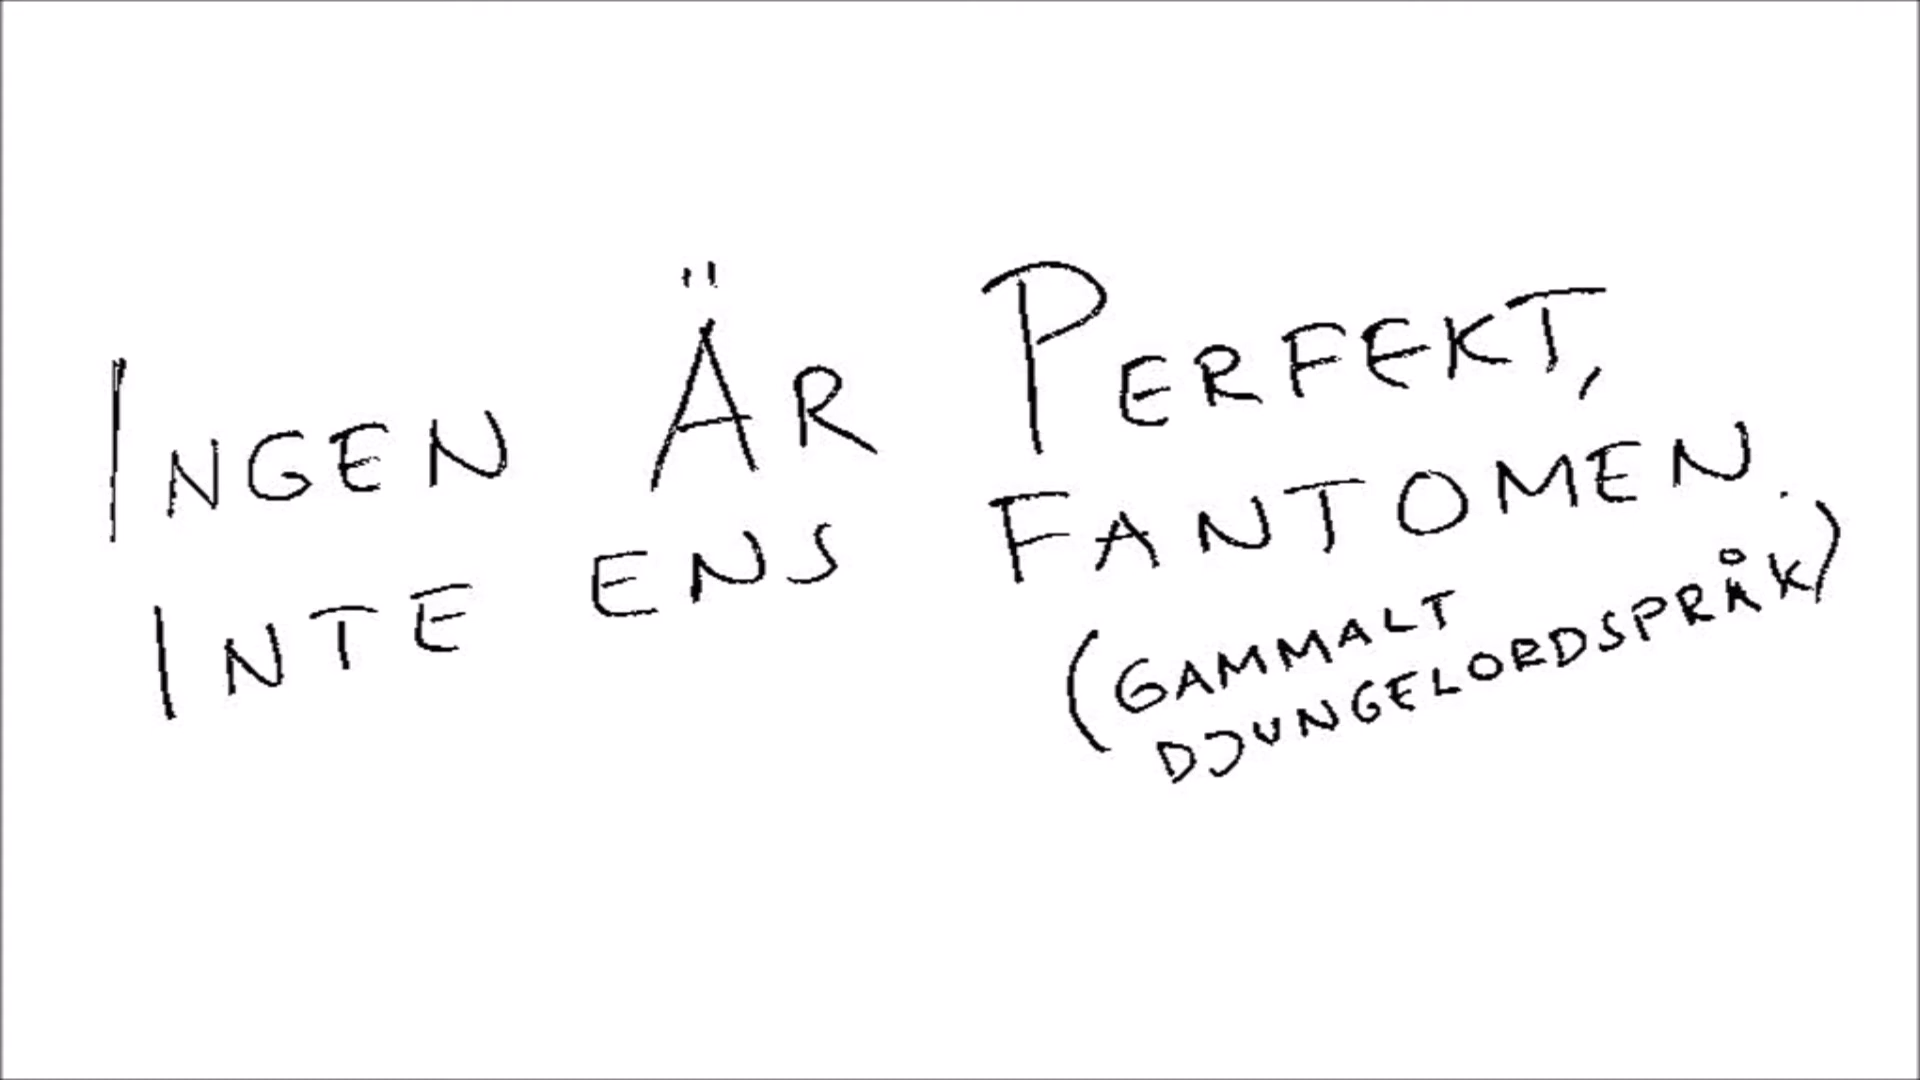 INGEN ÄR PERFEKT,
INTE ENS FANTOMEN.
(GAMMALT
DJUNGELORDSPRÅK)